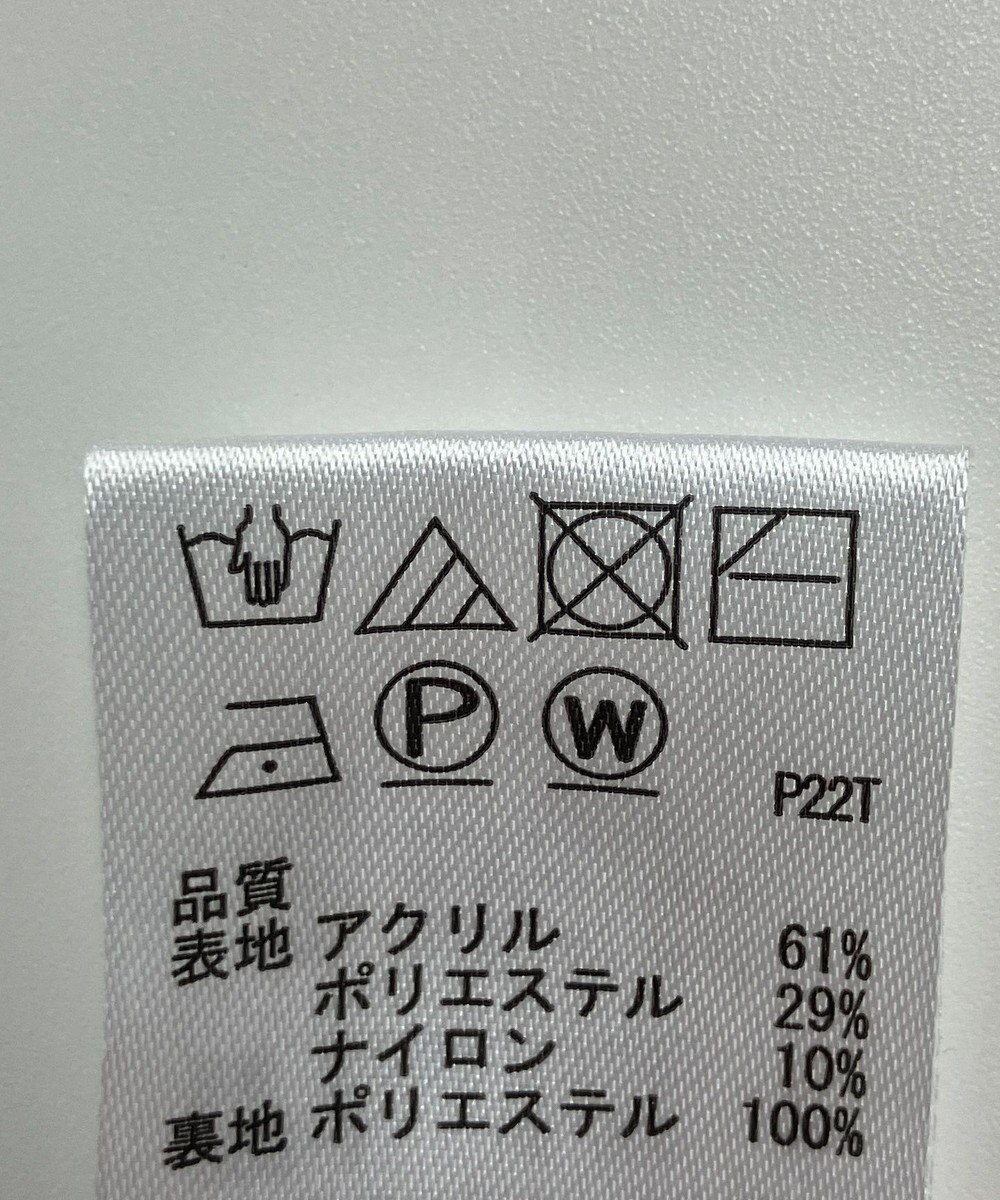 P W
P22T
品質
表地 アクリル 61%
ポリエステル 29%
ナイロン 10%
裏地 ポリエステル 100%